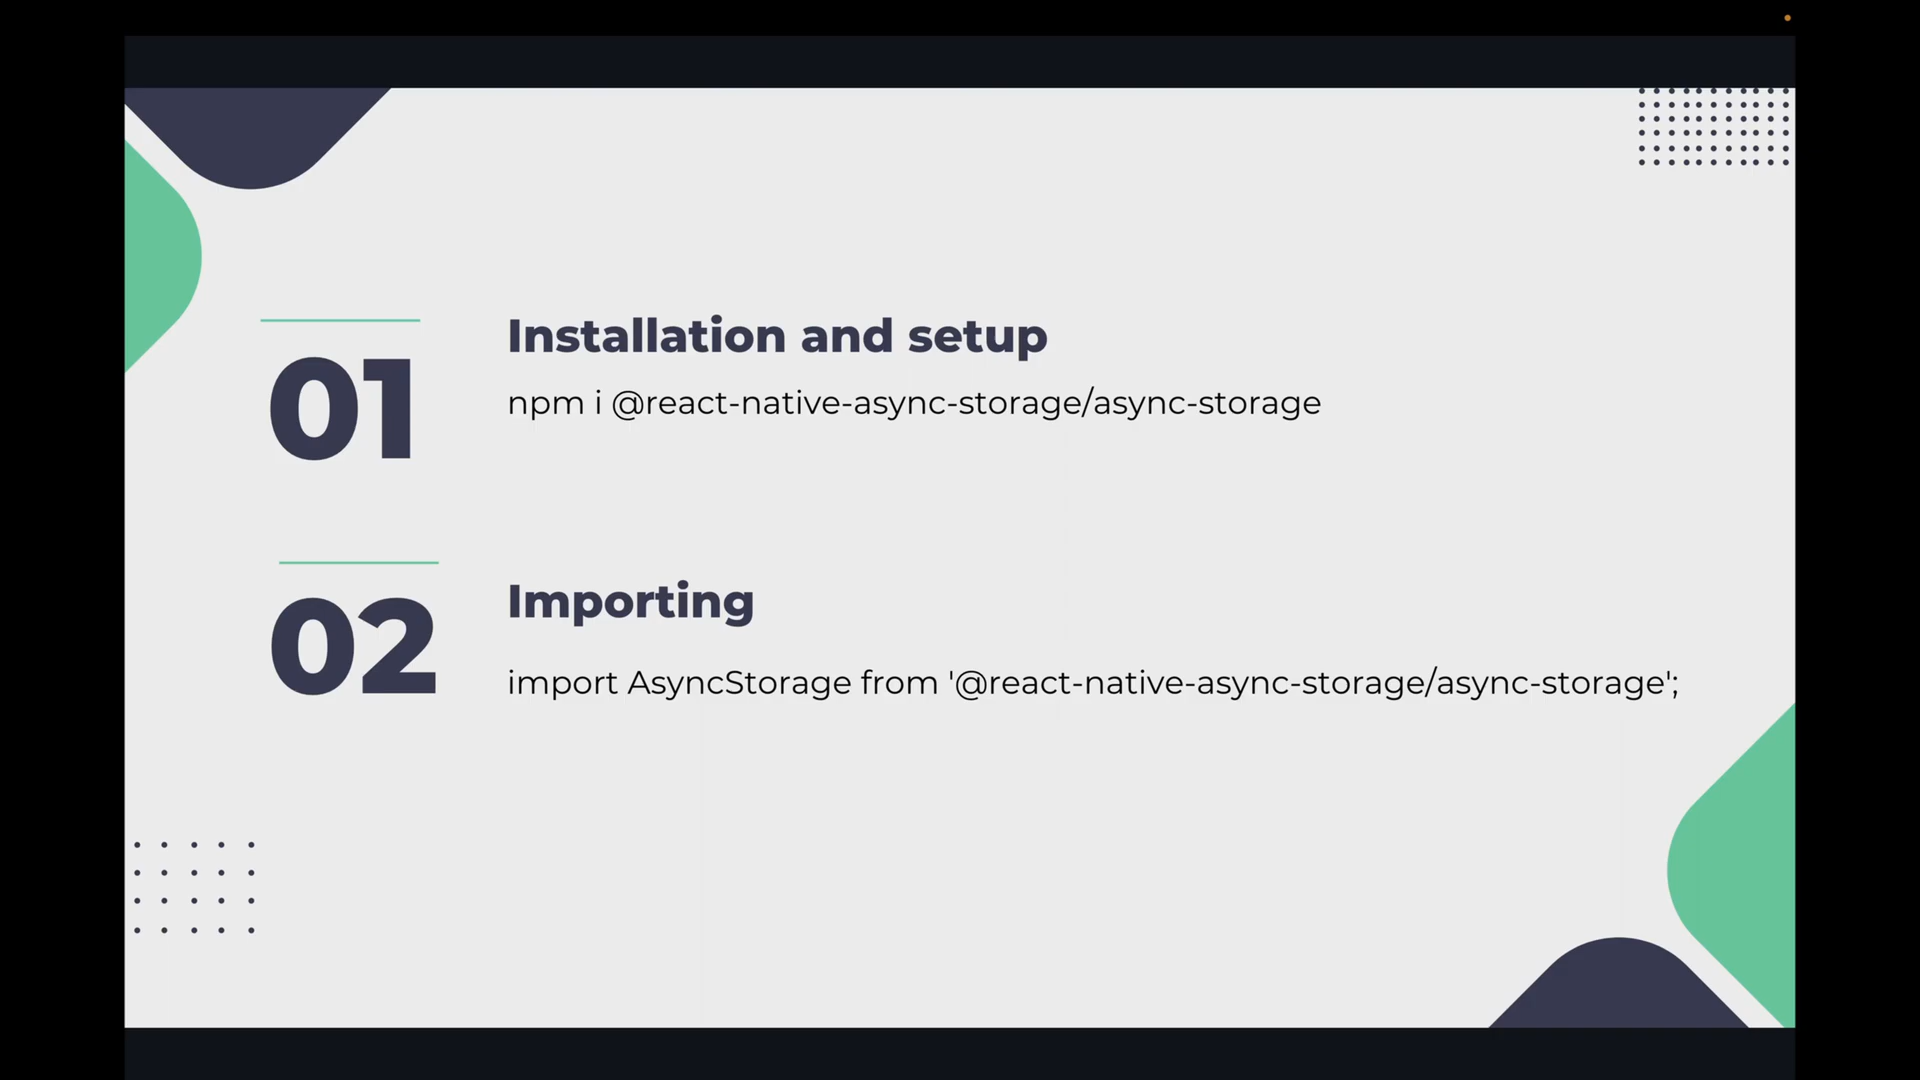 01
Installation and setup
npm i @react-native-async-storage/async-storage
02
Importing
import AsyncStorage from '@react-native-async-storage/async-storage';